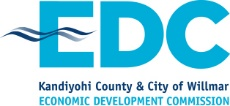 EDC
Kandiyohi County & City of Willmar
ECONOMIC DEVELOPMENT COMMISSION